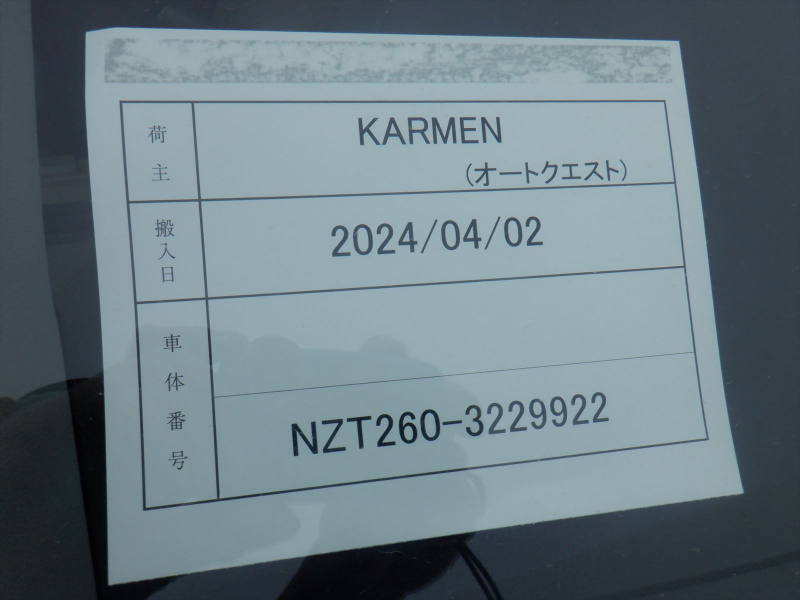 荷主
KARMEN
(オートクエスト)
搬入日
2024/04/02
車体番号
NZT260-3229922